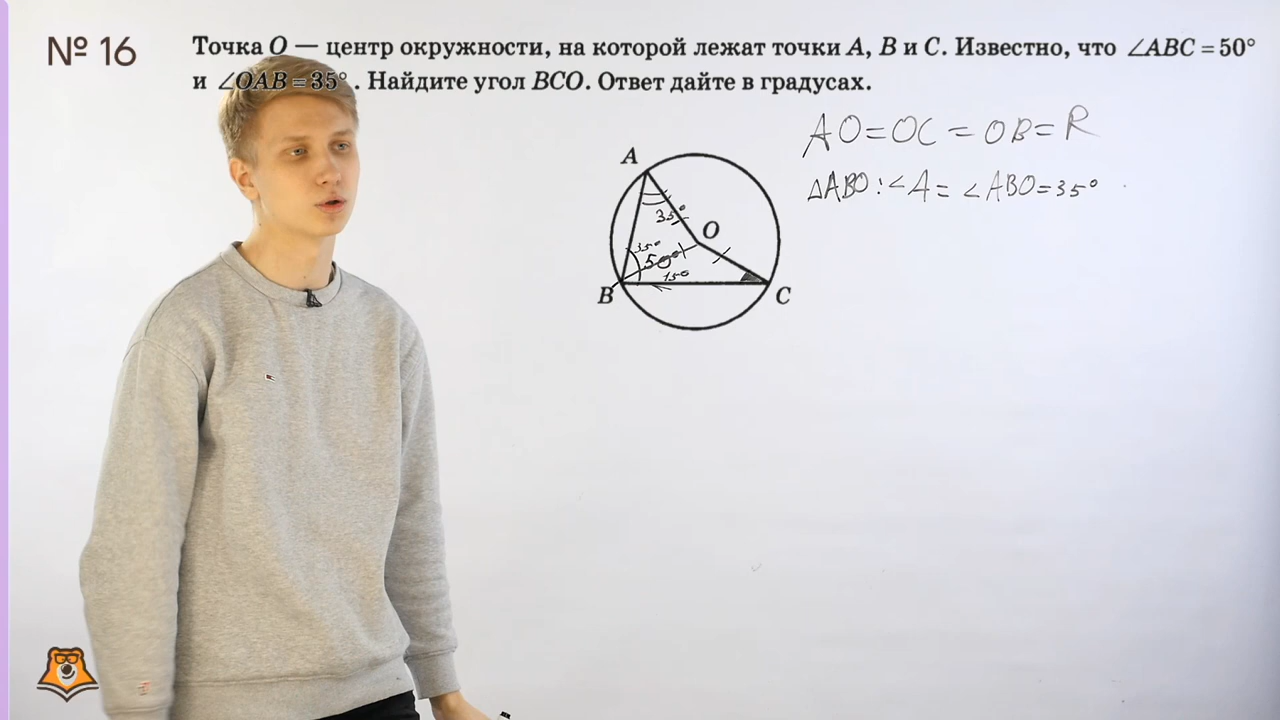 № 16
Точка O — центр окружности, на которой лежат точки A, B и C. Известно, что ∠ABC = 50°
и ∠OAB = 35°. Найдите угол BCO. Ответ дайте в градусах.
AO = OC = OB = R
△ABO : ∠A = ∠ABO = 35°
A
35°
O
35°
50°
15°
B
C